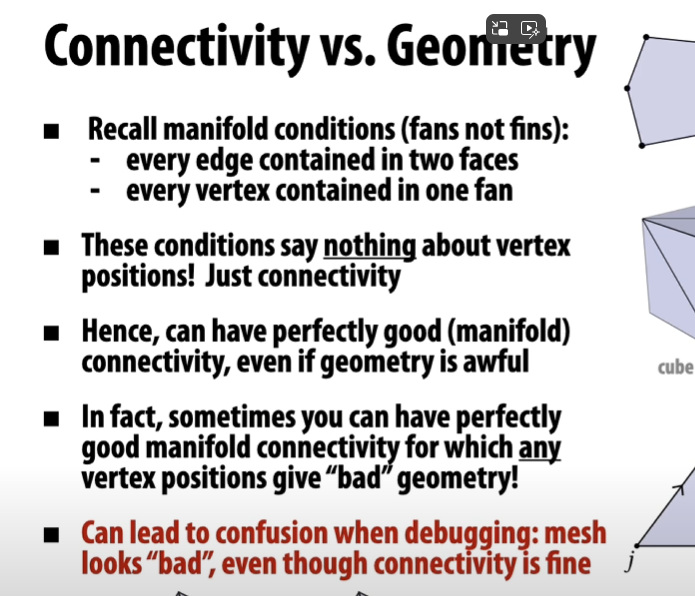 Connectivity vs. Geometry
■ Recall manifold conditions (fans not fins):
- every edge contained in two faces
- every vertex contained in one fan
■ These conditions say nothing about vertex
positions! Just connectivity
■ Hence, can have perfectly good (manifold)
connectivity, even if geometry is awful
■ In fact, sometimes you can have perfectly
good manifold connectivity for which any
vertex positions give “bad” geometry!
■ Can lead to confusion when debugging: mesh
looks “bad”, even though connectivity is fine
cube
j